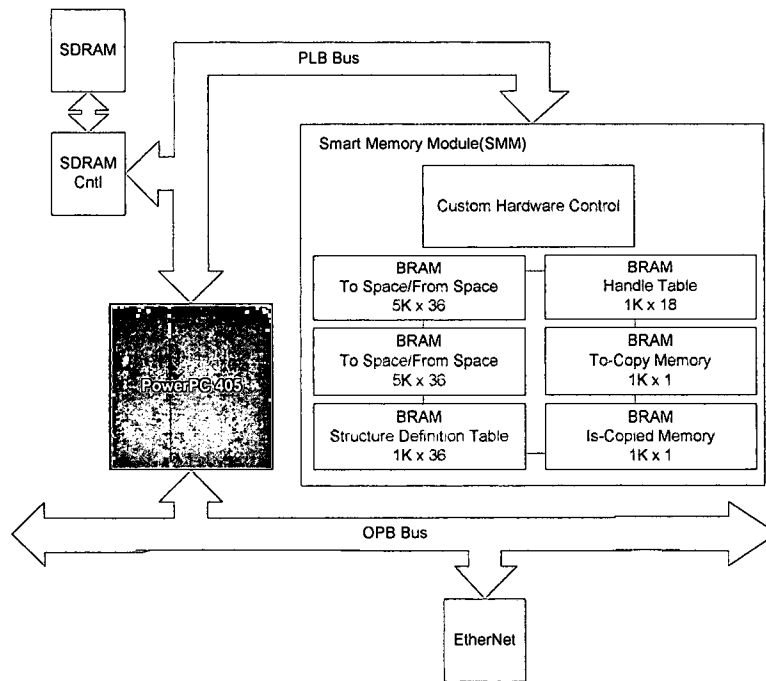 SDRAM
PLB Bus
SDRAM
Cntl
Smart Memory Module(SMM)
Custom Hardware Control
BRAM
To Space/From Space
5K x 36
BRAM
Handle Table
1K x 18
BRAM
To Space/From Space
5K x 36
BRAM
To-Copy Memory
1K x 1
PowerPC 405
BRAM
Structure Definition Table
1K x 36
BRAM
Is-Copied Memory
1K x 1
OPB Bus
EtherNet